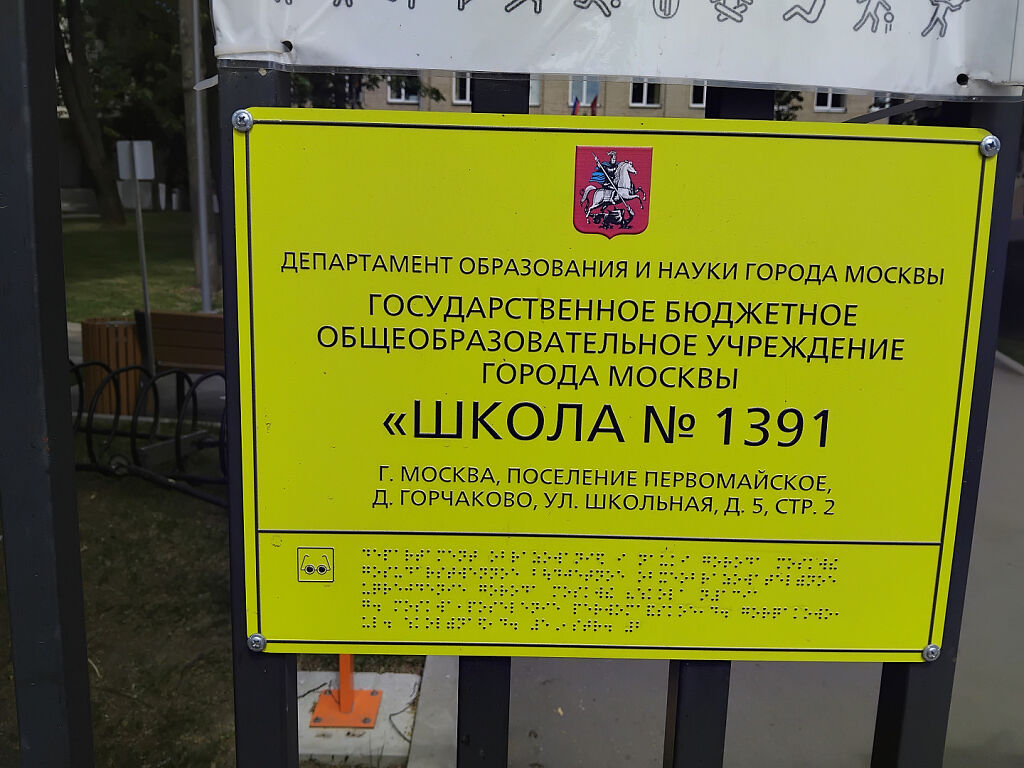 ДЕПАРТАМЕНТ ОБРАЗОВАНИЯ И НАУКИ ГОРОДА МОСКВЫ
ГОСУДАРСТВЕННОЕ БЮДЖЕТНОЕ
ОБЩЕОБРАЗОВАТЕЛЬНОЕ УЧРЕЖДЕНИЕ
ГОРОДА МОСКВЫ
«ШКОЛА № 1391
Г. МОСКВА, ПОСЕЛЕНИЕ ПЕРВОМАЙСКОЕ,
Д. ГОРЧАКОВО, УЛ. ШКОЛЬНАЯ, Д. 5, СТР. 2